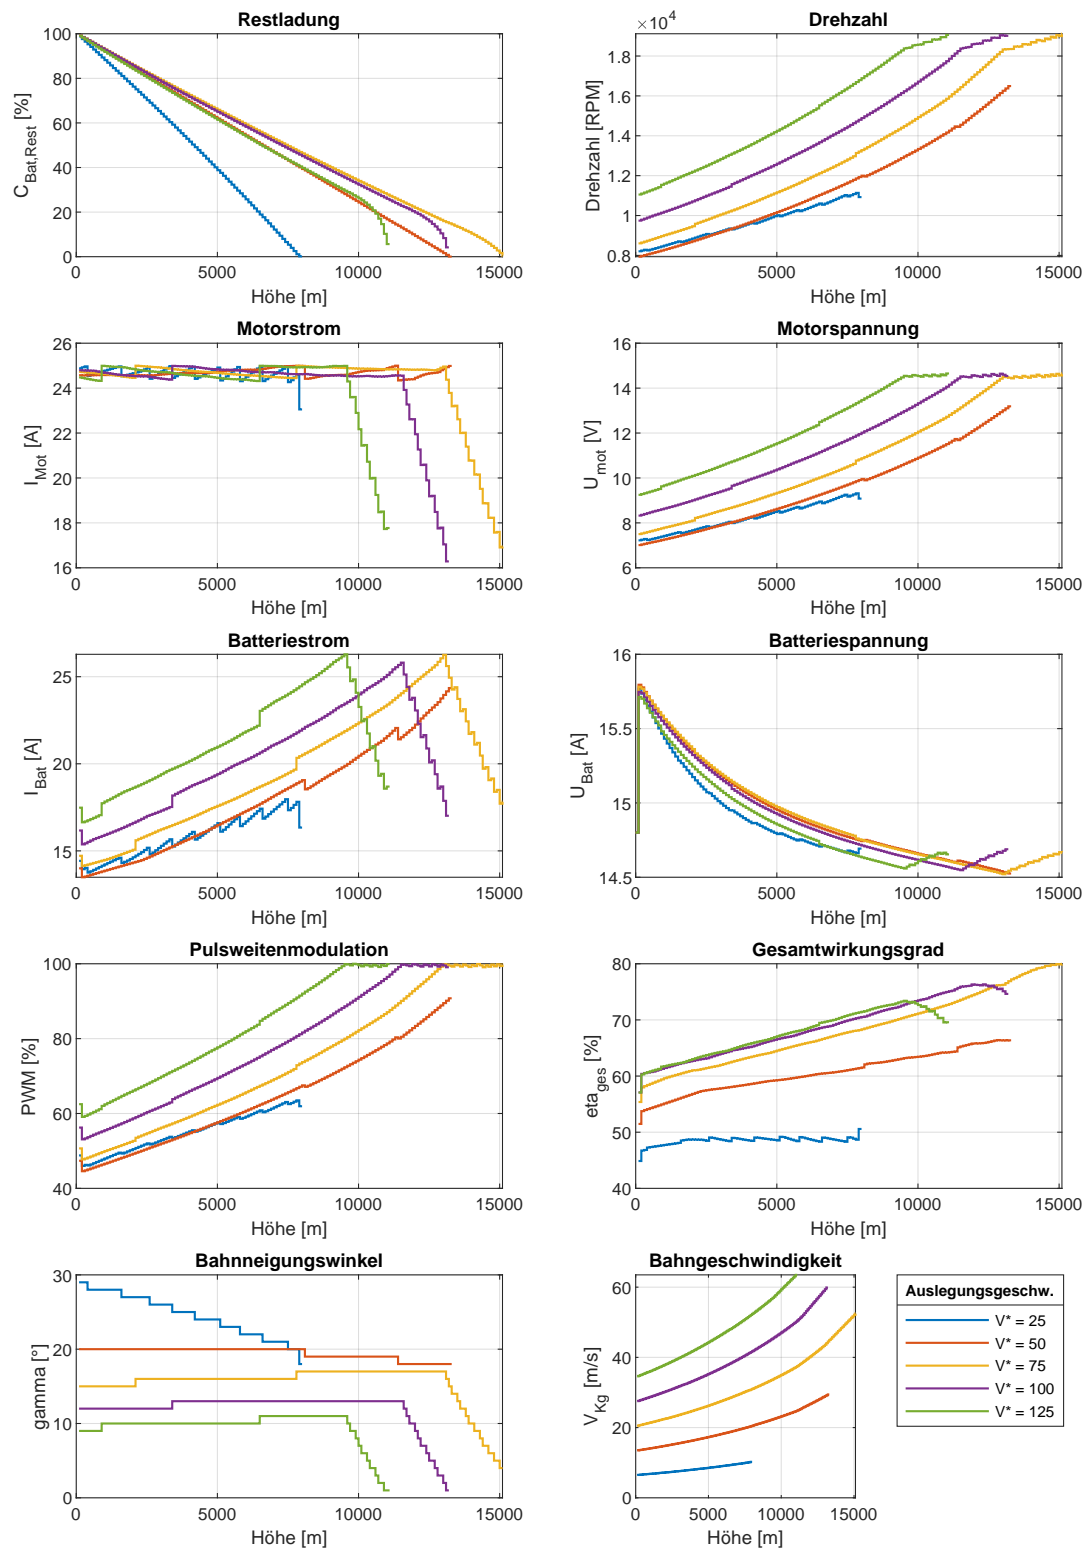 Restladung
C_Bat,Rest [%]
100
80
60
40
20
0
0 5000 10000 15000
Höhe [m]
Drehzahl
×10^4
Drehzahl [RPM]
1.8
1.6
1.4
1.2
1
0.8
0 5000 10000 15000
Höhe [m]
Motorstrom
I_Mot [A]
26
24
22
20
18
16
0 5000 10000 15000
Höhe [m]
Motorspannung
U_mot [V]
16
14
12
10
8
6
0 5000 10000 15000
Höhe [m]
Batteriestrom
I_Bat [A]
25
20
15
0 5000 10000 15000
Höhe [m]
Batteriespannung
U_Bat [A]
16
15.5
15
14.5
0 5000 10000 15000
Höhe [m]
Pulsweitenmodulation
PWM [%]
100
80
60
40
0 5000 10000 15000
Höhe [m]
Gesamtwirkungsgrad
eta_ges [%]
80
70
60
50
40
0 5000 10000 15000
Höhe [m]
Bahnneigungswinkel
gamma [°]
30
20
10
0
0 5000 10000 15000
Höhe [m]
Bahngeschwindigkeit
V_Kg [m/s]
60
40
20
0
0 5000 10000 15000
Höhe [m]
Auslegungsgeschw.
V* = 25
V* = 50
V* = 75
V* = 100
V* = 125